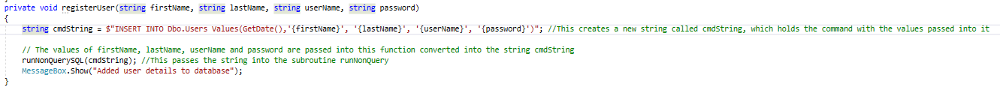 private void registerUser(string firstName, string lastName, string userName, string password)
{
string cmdString = $"INSERT INTO Dbo.Users Values(GetDate(),'{firstName}', '{lastName}', '{userName}', '{password}')"; //This creates a new string called cmdString, which holds the command with the values passed into it
// The values of firstName, lastName, userName and password are passed into this function converted into the string cmdString
runNonQuerySQL(cmdString); //This passes the string into the subroutine runNonQuery
MessageBox.Show("Added user details to database");
}